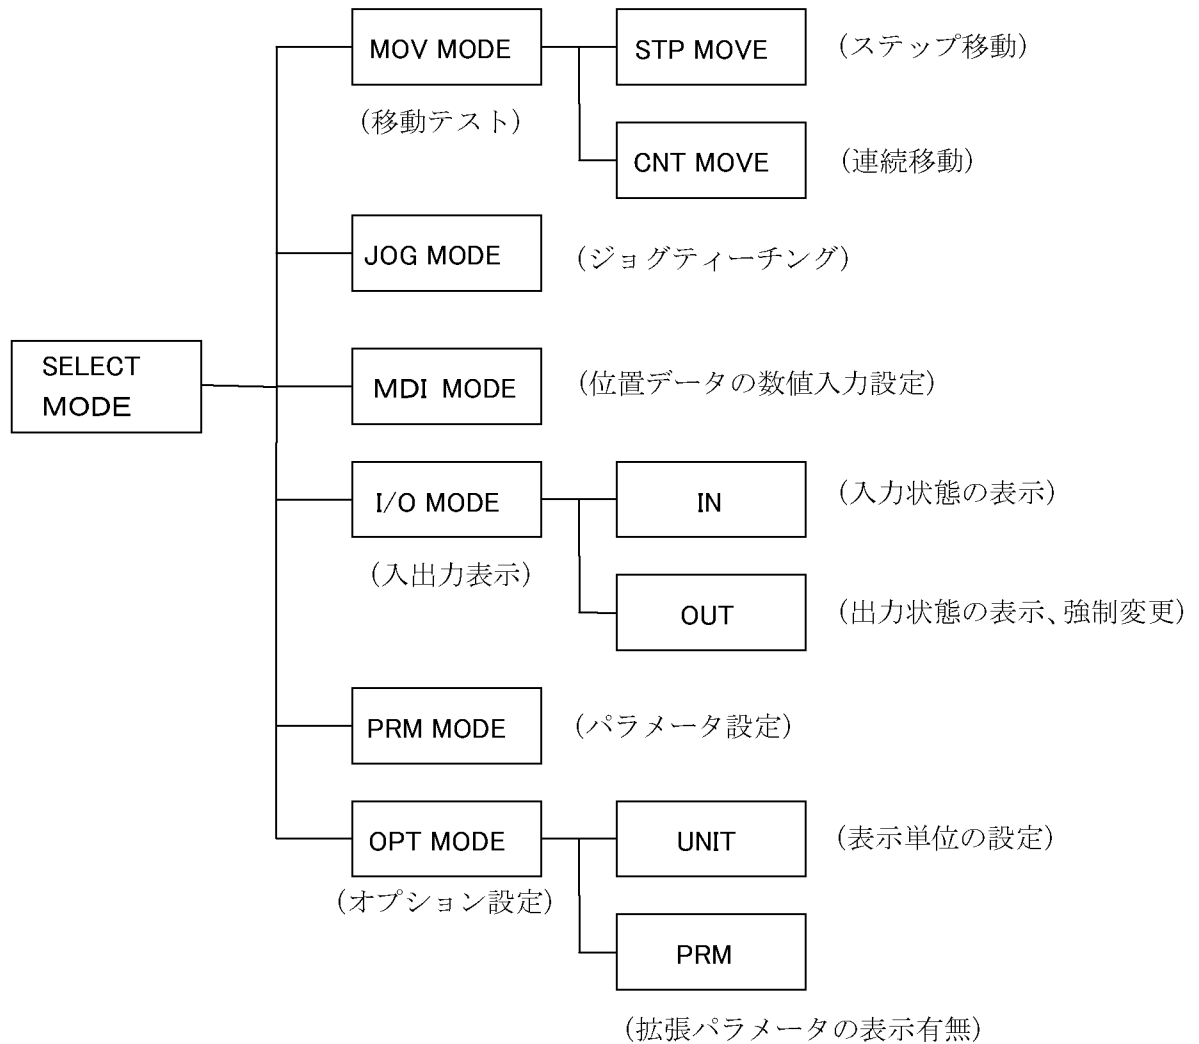 MOV MODE
STP MOVE
(ステップ移動)
(移動テスト)
CNT MOVE
(連続移動)
JOG MODE
(ジョグティーチング)
SELECT
MODE
MDI MODE
(位置データの数値入力設定)
I/O MODE
IN
(入力状態の表示)
(入出力表示)
OUT
(出力状態の表示、強制変更)
PRM MODE
(パラメータ設定)
OPT MODE
UNIT
(表示単位の設定)
(オプション設定)
PRM
(拡張パラメータの表示有無)